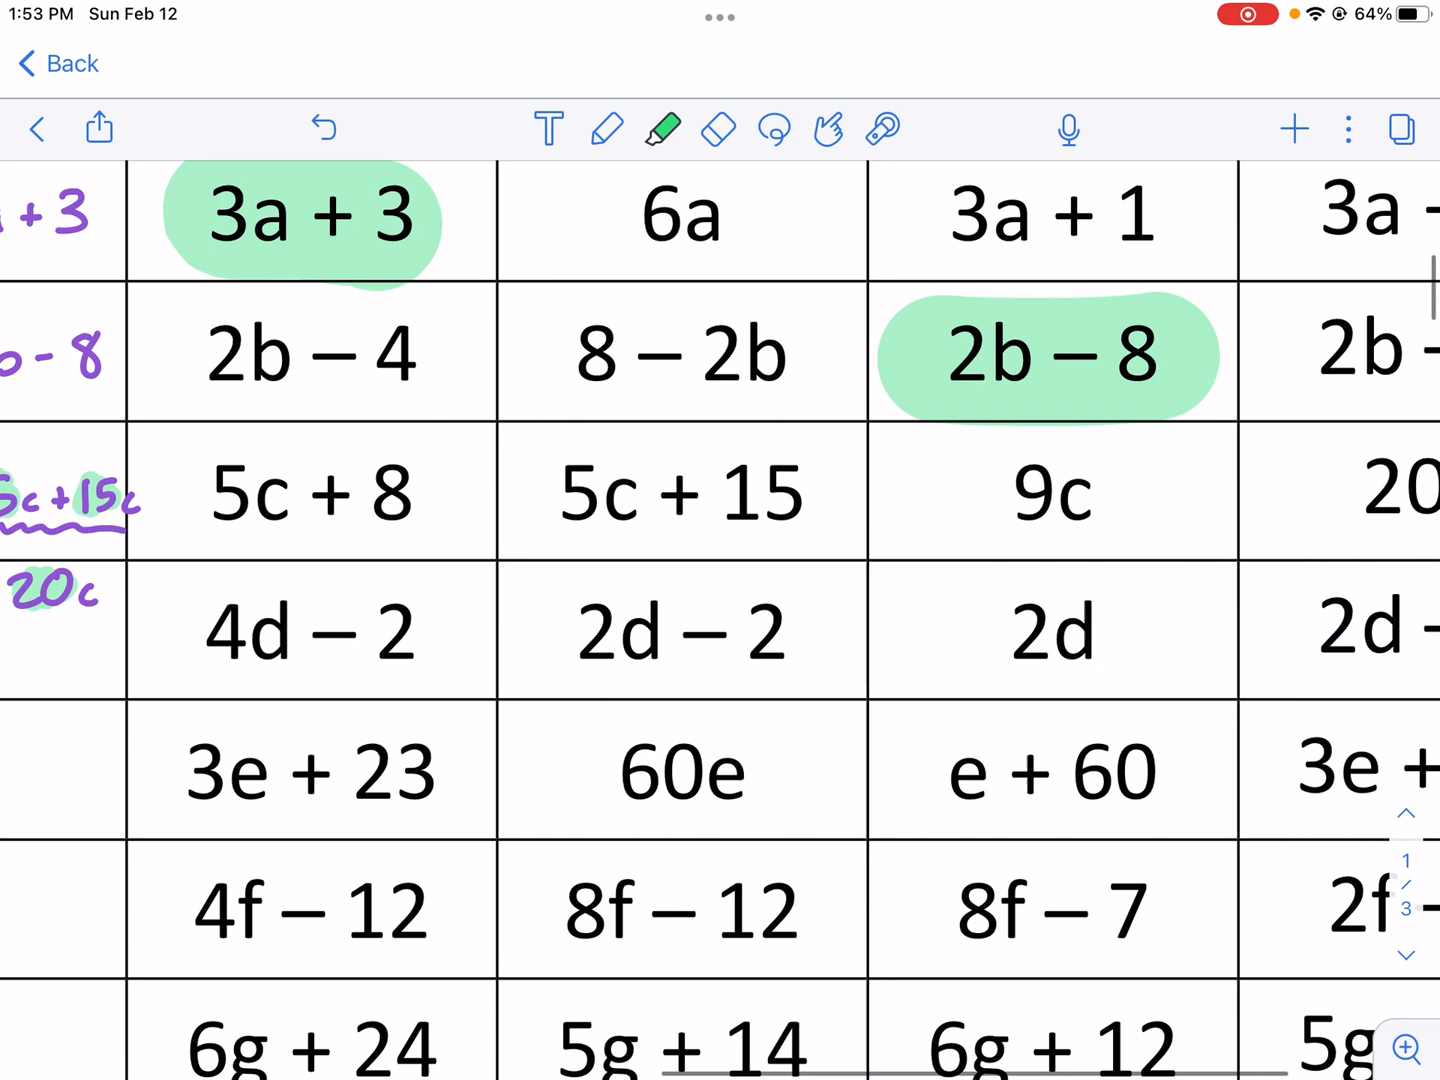 1:53 PM Sun Feb 12 64%
Back
+ 3 3a + 3 6a 3a + 1 3a -
- 8 2b – 4 8 – 2b 2b – 8 2b -
5c + 15c 5c + 8 5c + 15 9c 20
20c
4d – 2 2d – 2 2d 2d -
3e + 23 60e e + 60 3e +
4f – 12 8f – 12 8f – 7 2f -
1/3
6g + 24 5g + 14 6g + 12 5g